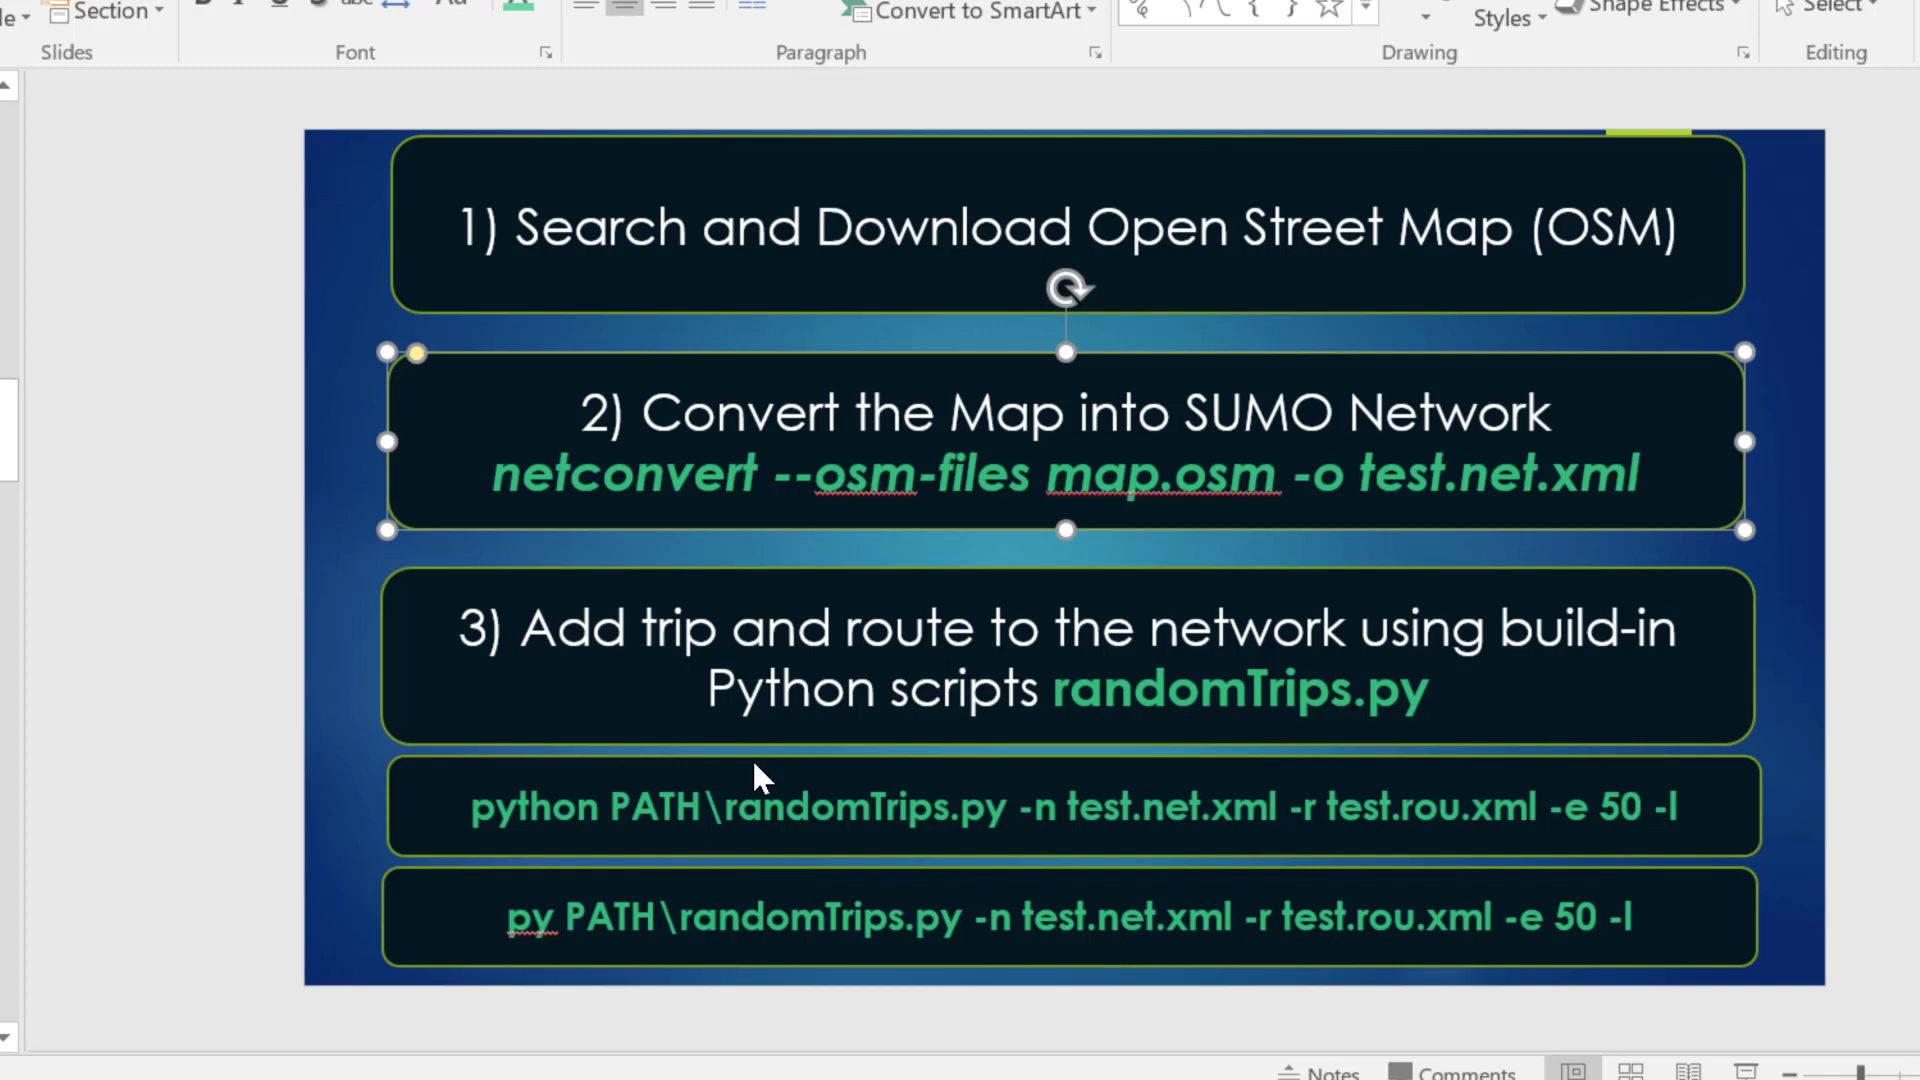 Section
Convert to SmartArt
Styles
Shape Effects
Select
Slides
Font
Paragraph
Drawing
Editing
1) Search and Download Open Street Map (OSM)
2) Convert the Map into SUMO Network
netconvert --osm-files map.osm -o test.net.xml
3) Add trip and route to the network using build-in
Python scripts randomTrips.py
python PATH\randomTrips.py -n test.net.xml -r test.rou.xml -e 50 -l
py PATH\randomTrips.py -n test.net.xml -r test.rou.xml -e 50 -l
Notes
Comments